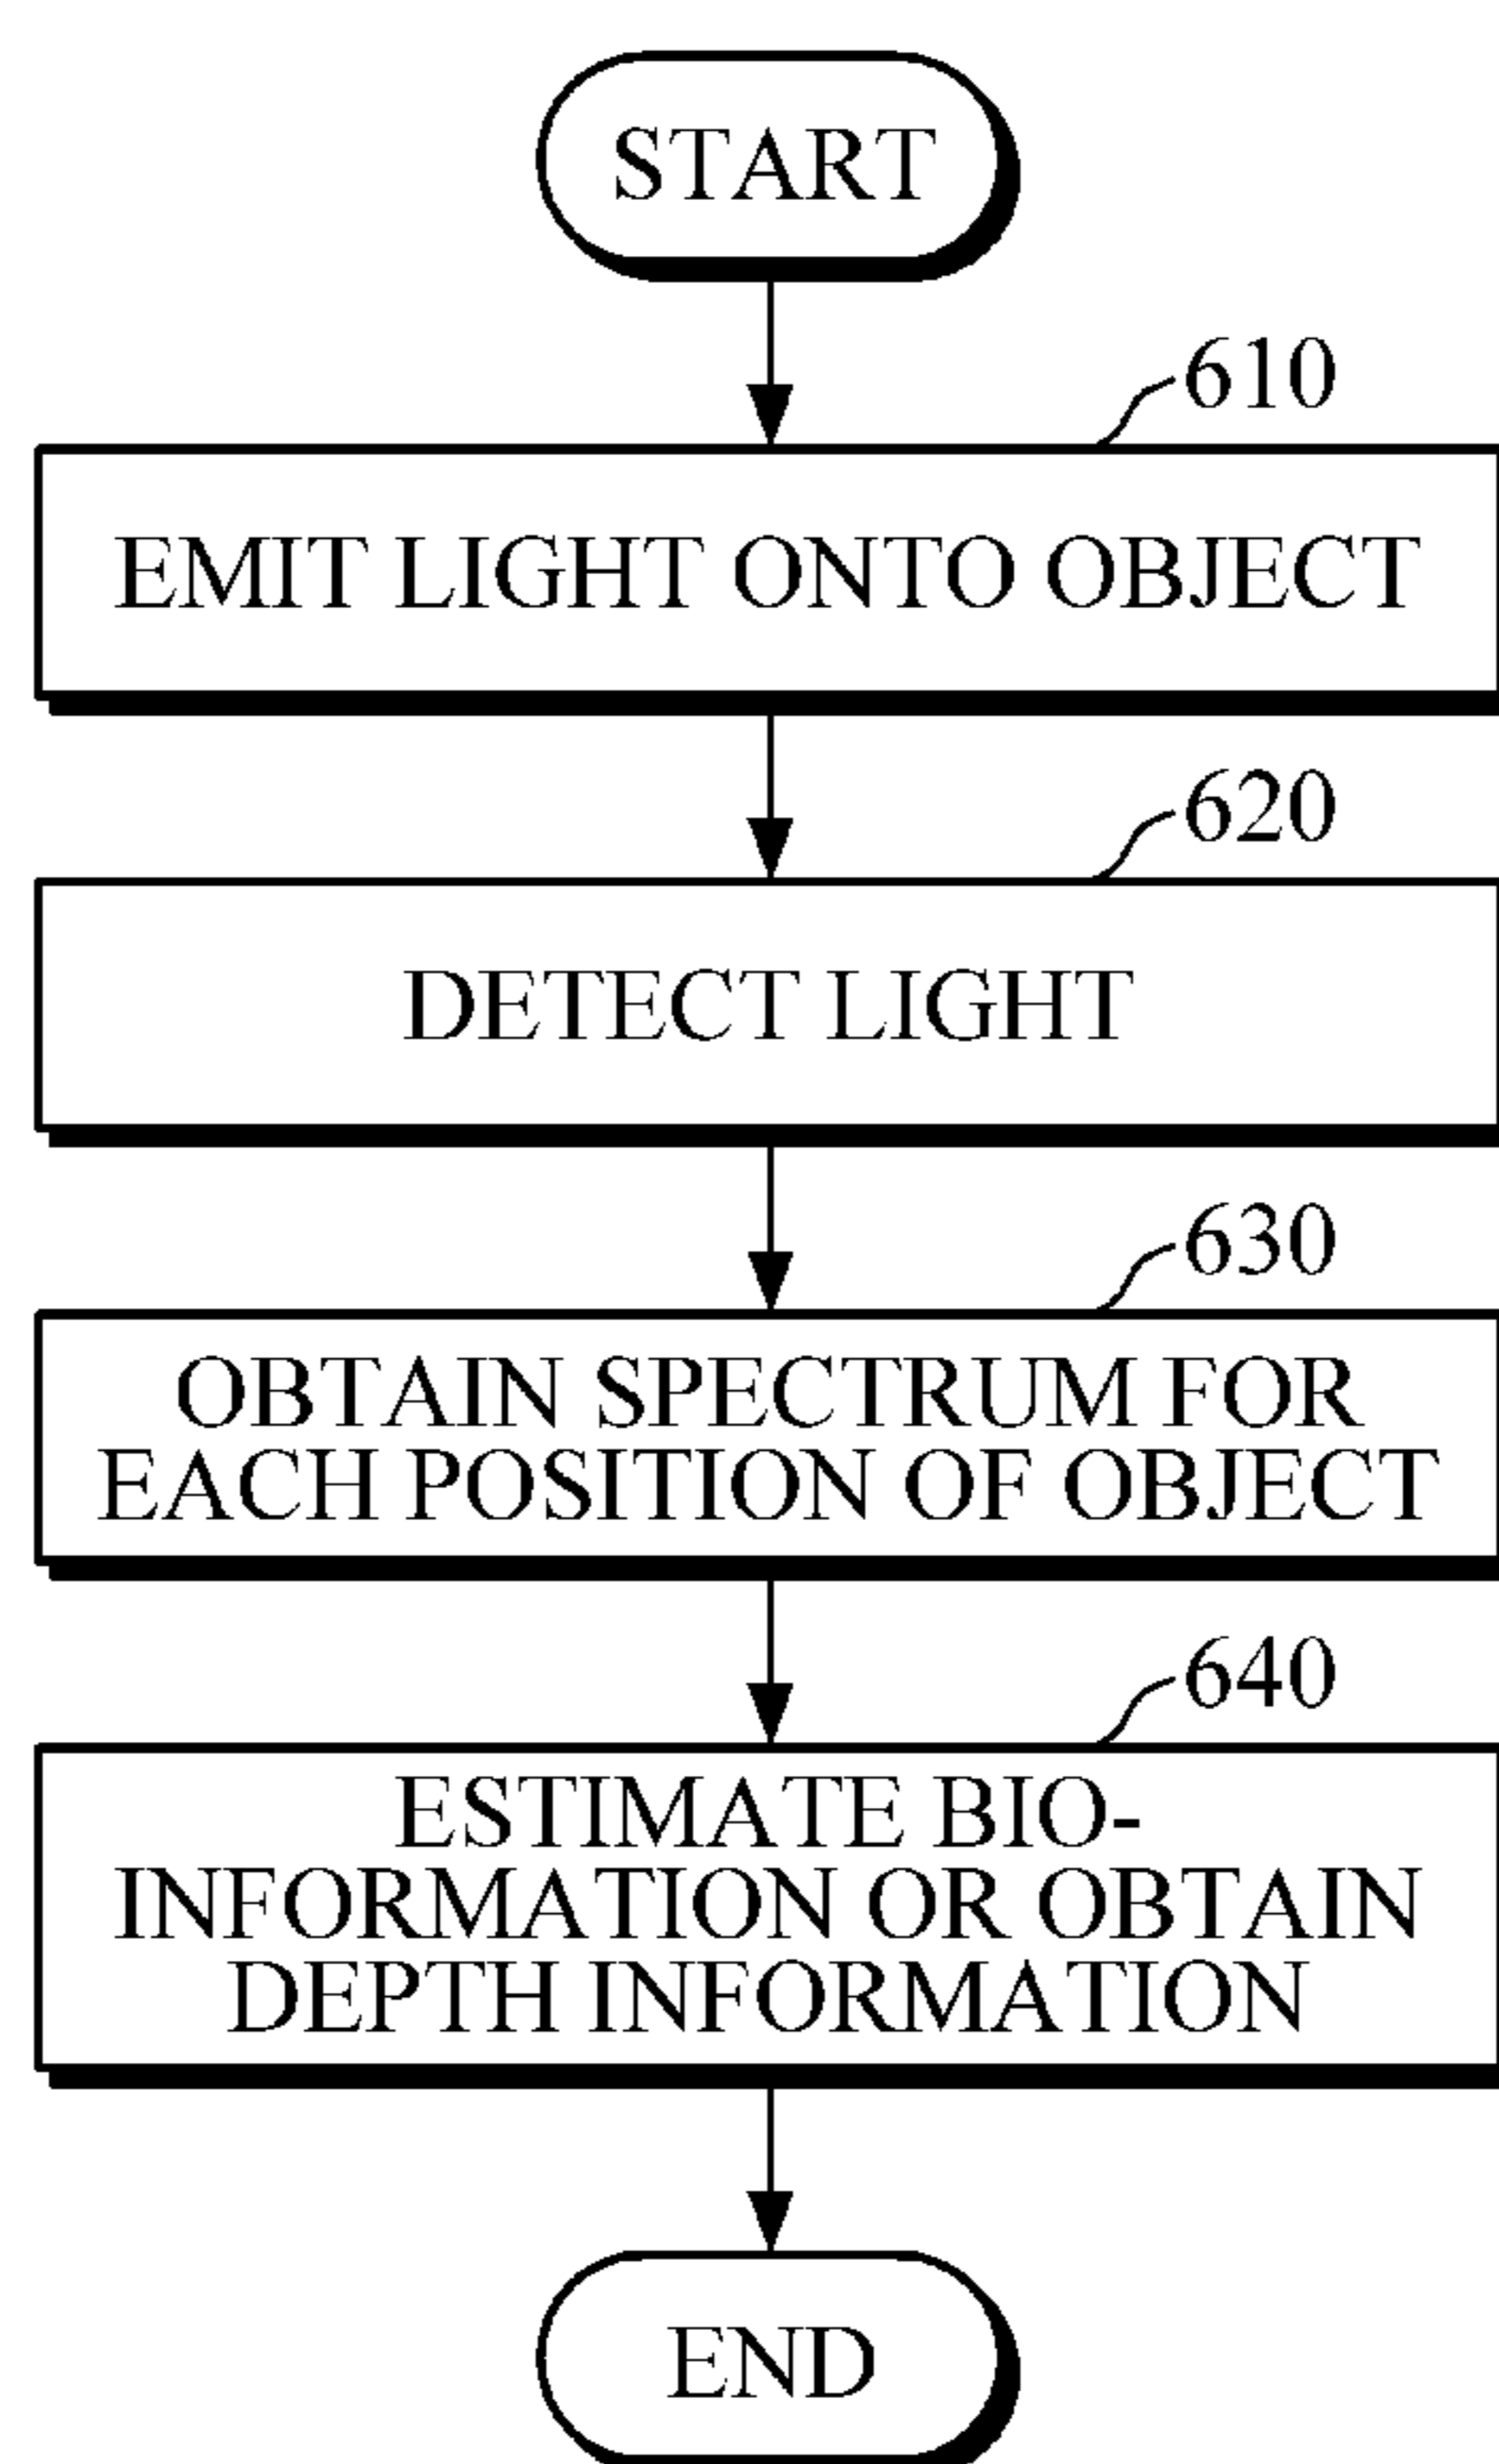 START
610
EMIT LIGHT ONTO OBJECT
620
DETECT LIGHT
630
OBTAIN SPECTRUM FOR
EACH POSITION OF OBJECT
640
ESTIMATE BIO-
INFORMATION OR OBTAIN
DEPTH INFORMATION
END